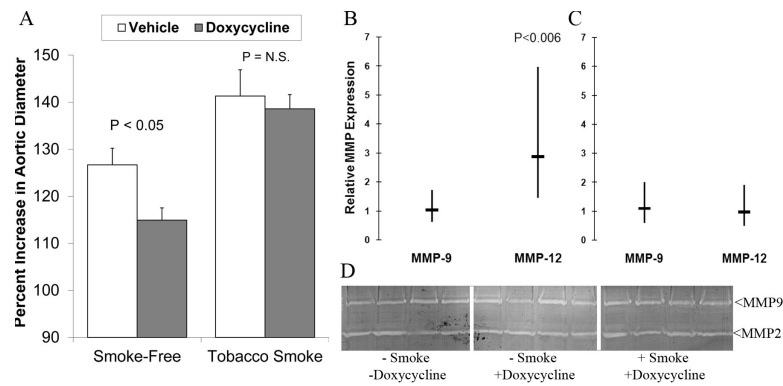 A
Vehicle Doxycycline
Percent Increase in Aortic Diameter
150
140
130
120
110
100
90
P < 0.05
P = N.S.
Smoke-Free Tobacco Smoke
B
P<0.006
Relative MMP Expression
7
6
5
4
3
2
1
0
MMP-9 MMP-12
C
7
6
5
4
3
2
1
0
MMP-9 MMP-12
D
<MMP9
<MMP2
- Smoke
-Doxycycline
- Smoke
+Doxycycline
+ Smoke
+Doxycycline